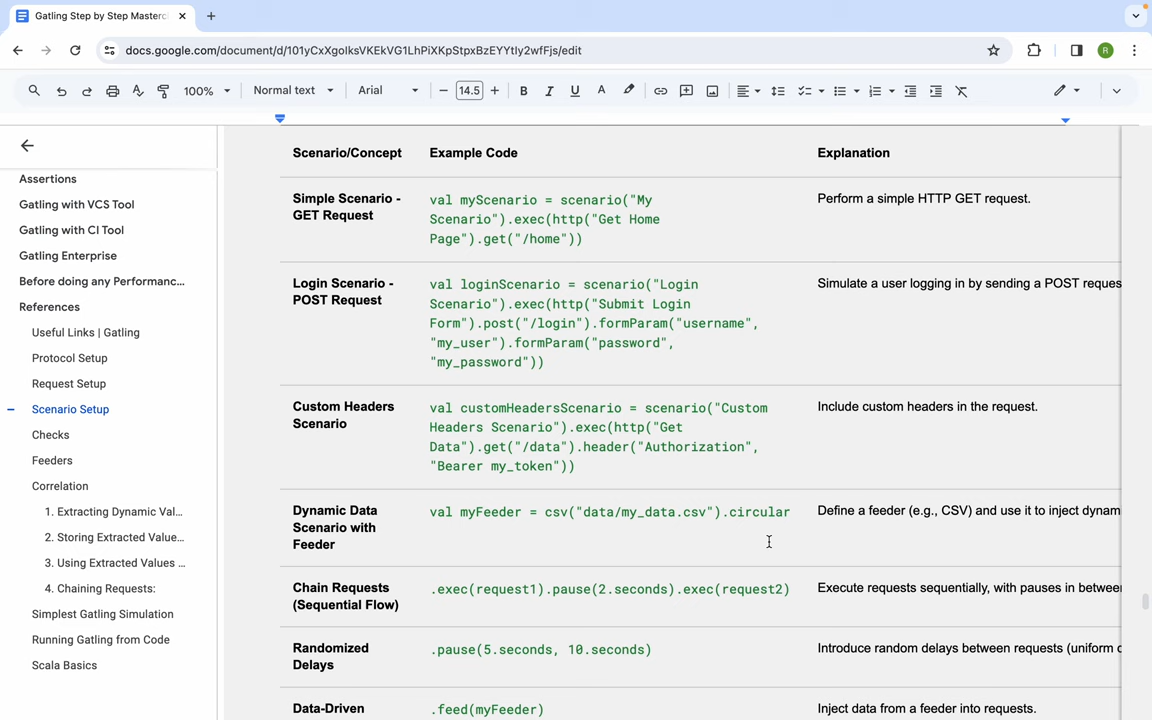 Gatling Step by Step Masterc
docs.google.com/document/d/101yCxXgolksVKEkVG1LhPiXKpStpxBzEYYtly2wfFjs/edit
R
100%
Normal text
Arial
14.5
B
I
U
A
Assertions
Gatling with VCS Tool
Gatling with CI Tool
Gatling Enterprise
Before doing any Performanc...
References
Useful Links | Gatling
Protocol Setup
Request Setup
Scenario Setup
Checks
Feeders
Correlation
1. Extracting Dynamic Val...
2. Storing Extracted Value...
3. Using Extracted Values ...
4. Chaining Requests:
Simplest Gatling Simulation
Running Gatling from Code
Scala Basics
Scenario/Concept
Example Code
Explanation
Simple Scenario -
GET Request
val myScenario = scenario("My
Scenario").exec(http("Get Home
Page").get("/home"))
Perform a simple HTTP GET request.
Login Scenario -
POST Request
val loginScenario = scenario("Login
Scenario").exec(http("Submit Login
Form").post("/login").formParam("username",
"my_user").formParam("password",
"my_password"))
Simulate a user logging in by sending a POST reques
Custom Headers
Scenario
val customHeadersScenario = scenario("Custom
Headers Scenario").exec(http("Get
Data").get("/data").header("Authorization",
"Bearer my_token"))
Include custom headers in the request.
Dynamic Data
Scenario with
Feeder
val myFeeder = csv("data/my_data.csv").circular
Define a feeder (e.g., CSV) and use it to inject dynam
Chain Requests
(Sequential Flow)
.exec(request1).pause(2.seconds).exec(request2)
Execute requests sequentially, with pauses in betweer
Randomized
Delays
.pause(5.seconds, 10.seconds)
Introduce random delays between requests (uniform
Data-Driven
.feed(myFeeder)
Inject data from a feeder into requests.